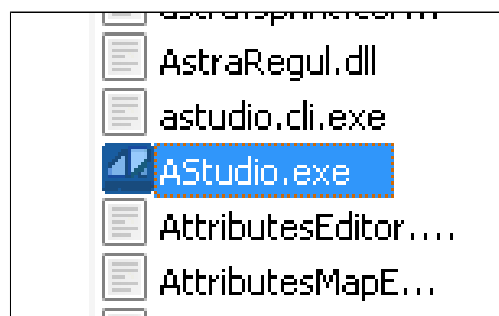 AstraRegul.dll
astudio.cli.exe
AStudio.exe
AttributesEditor....
AttributesMapE...